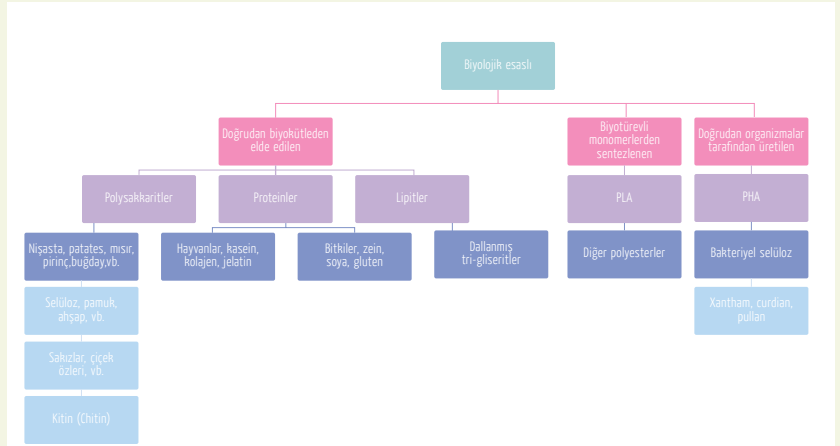 Biyolojik esaslı
Doğrudan biyokütleden
elde edilen
Biyotürevli
monomerlerden
sentezlenen
Doğrudan organizmalar
tarafından üretilen
Polysakkaritler
Proteinler
Lipitler
PLA
PHA
Nişasta, patates, mısır,
pirinç,buğday,vb.
Hayvanlar, kasein,
kolajen, jelatin
Bitkiler, zein,
soya, gluten
Dallanmış
tri-gliseritler
Diğer polyesterler
Bakteriyel selüloz
Selüloz, pamuk,
ahşap, vb.
Xantham, curdian,
pullan
Sakızlar, çiçek
özleri, vb.
Kitin (Chitin)